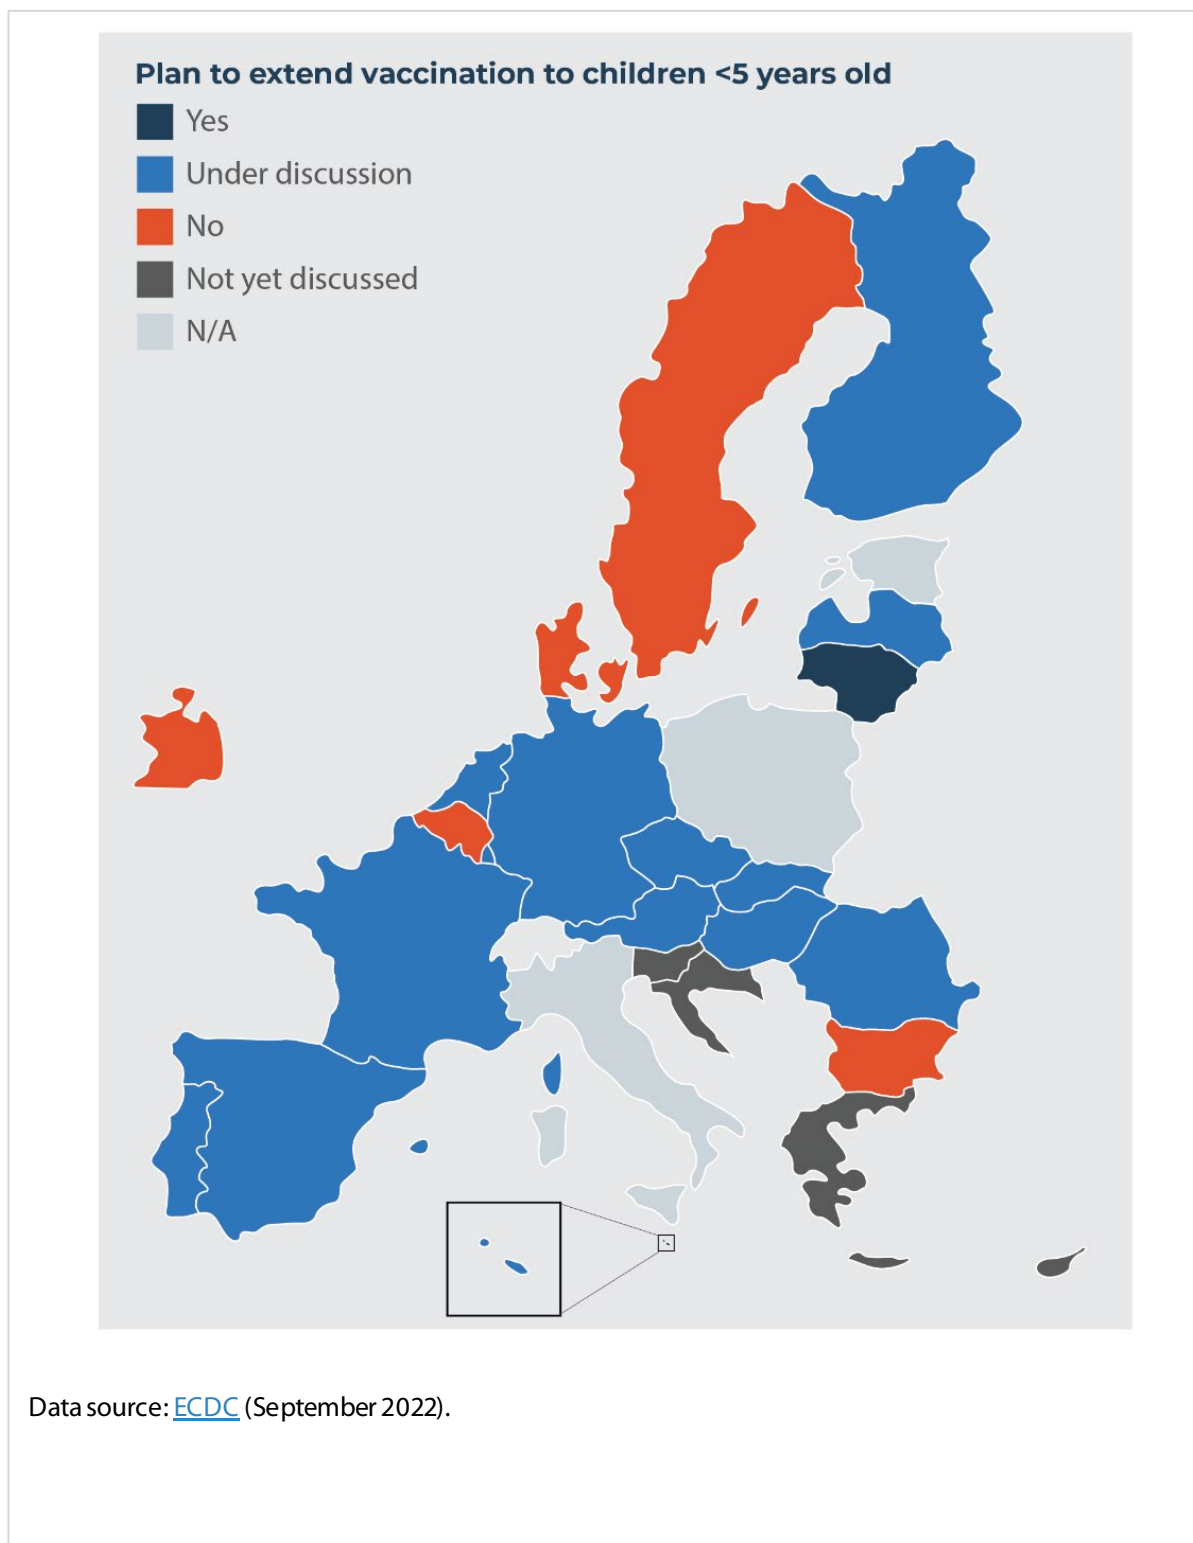 Plan to extend vaccination to children <5 years old
Yes
Under discussion
No
Not yet discussed
N/A
Data source: ECDC (September 2022).